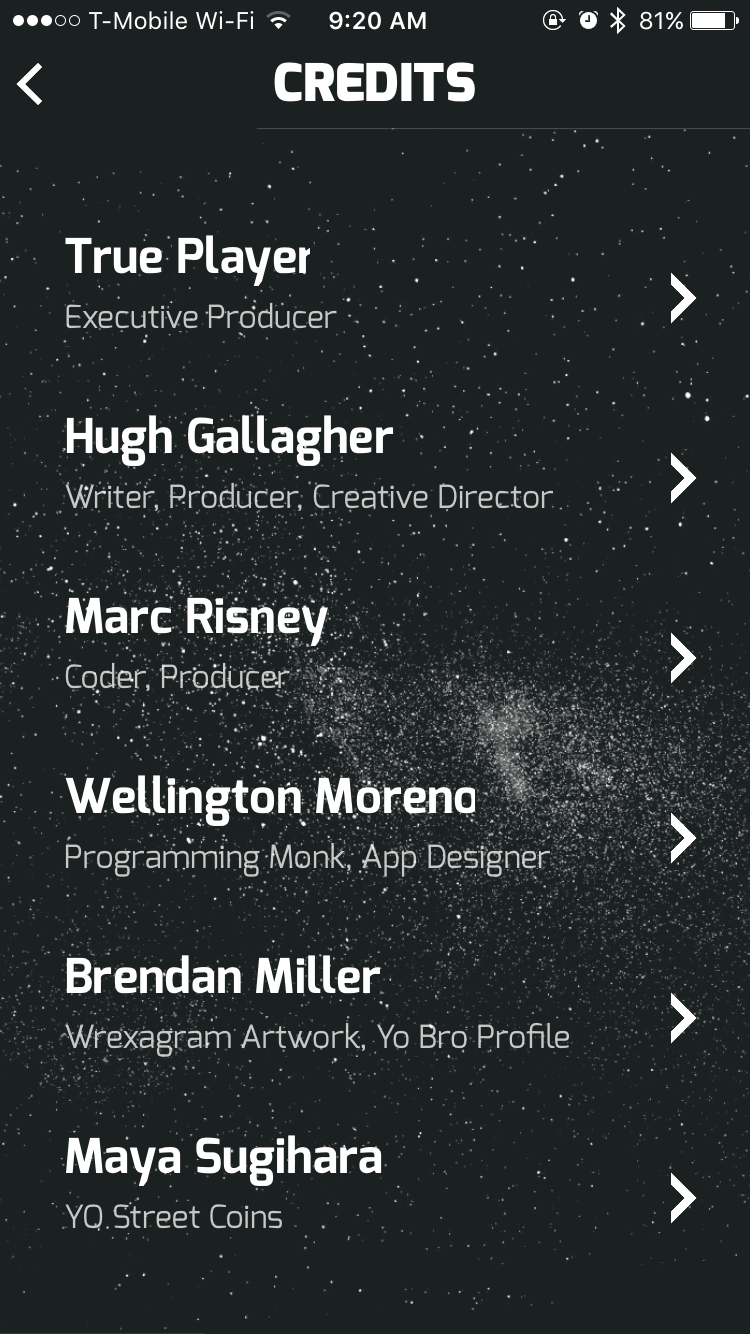 T-Mobile Wi-Fi 9:20 AM 81%
CREDITS
True Player
Executive Producer
Hugh Gallagher
Writer, Producer, Creative Director
Marc Risney
Coder, Producer
Wellington Moreno
Programming Monk, App Designer
Brendan Miller
Wrexagram Artwork, Yo Bro Profile
Maya Sugihara
YQ Street Coins